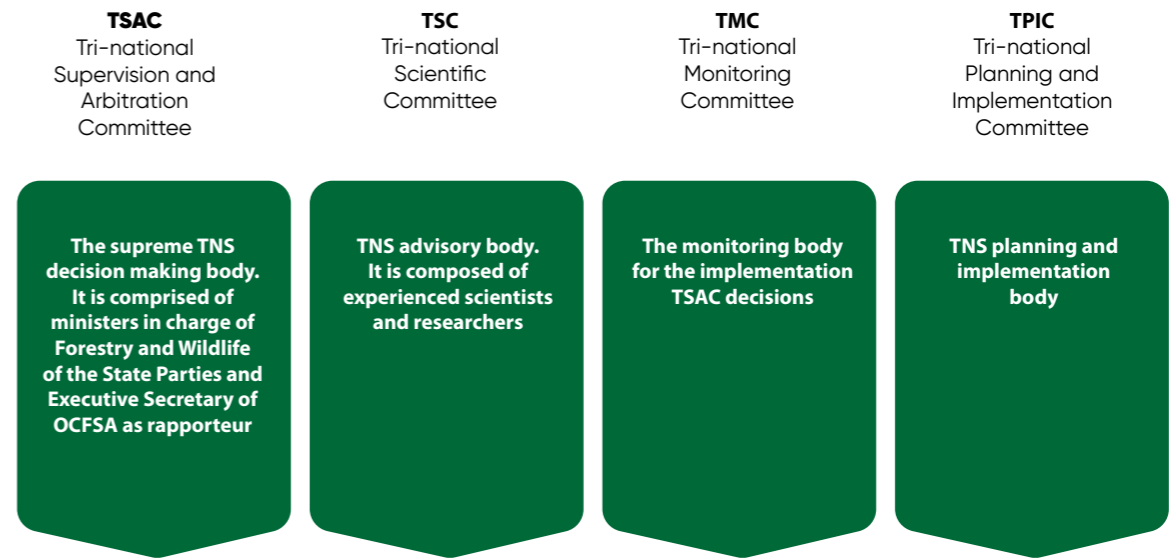 TSAC
Tri-national
Supervision and
Arbitration
Committee
TSC
Tri-national
Scientific
Committee
TMC
Tri-national
Monitoring
Committee
TPIC
Tri-national
Planning and
Implementation
Committee
The supreme TNS
decision making body.
It is comprised of
ministers in charge of
Forestry and Wildlife
of the State Parties and
Executive Secretary of
OCFSA as rapporteur
TNS advisory body.
It is composed of
experienced scientists
and researchers
The monitoring body
for the implementation
TSAC decisions
TNS planning and
implementation
body